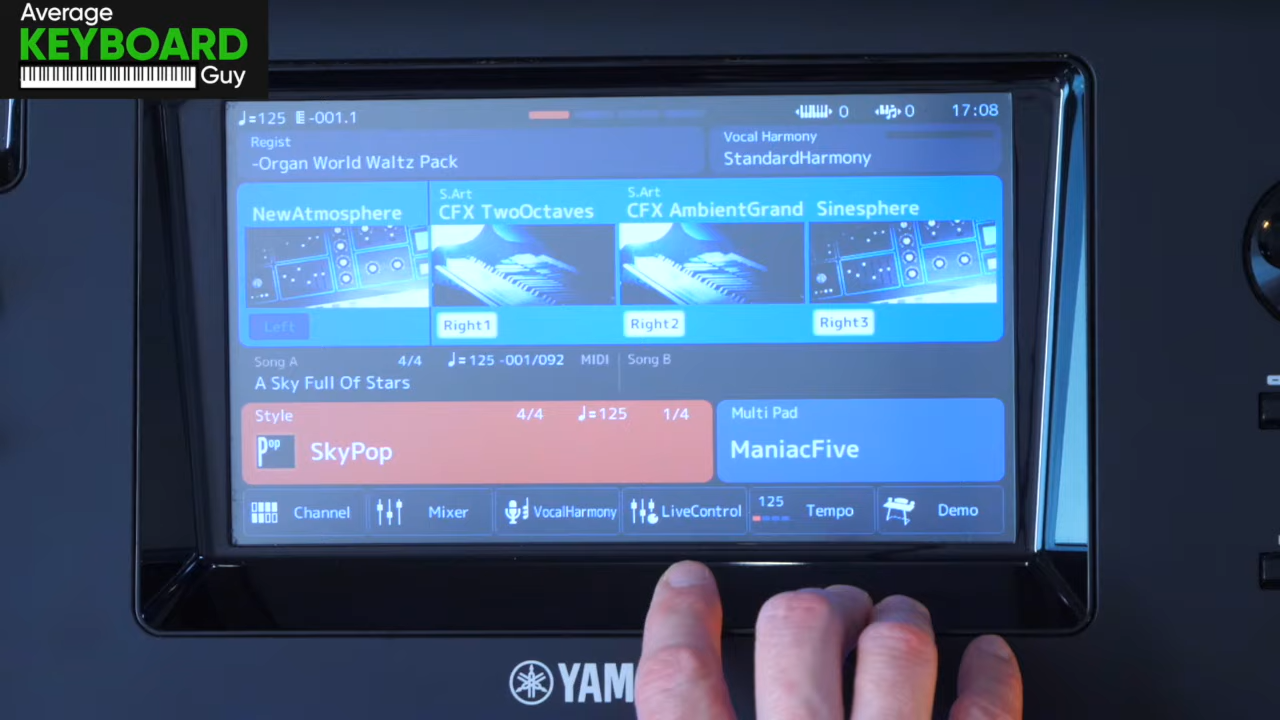 Average
KEYBOARD
Guy
♩=125 -001.1
0 0 17:08
Regist
-Organ World Waltz Pack
Vocal Harmony
StandardHarmony
NewAtmosphere
Left
S.Art
CFX TwoOctaves
Right1
S.Art
CFX AmbientGrand
Right2
Sinesphere
Right3
Song A 4/4 ♩=125 -001/092 MIDI
A Sky Full Of Stars
Song B
Style 4/4 ♩=125 1/4
Pop
SkyPop
Multi Pad
ManiacFive
Channel
Mixer
VocalHarmony
LiveControl
125
Tempo
Demo
YAM